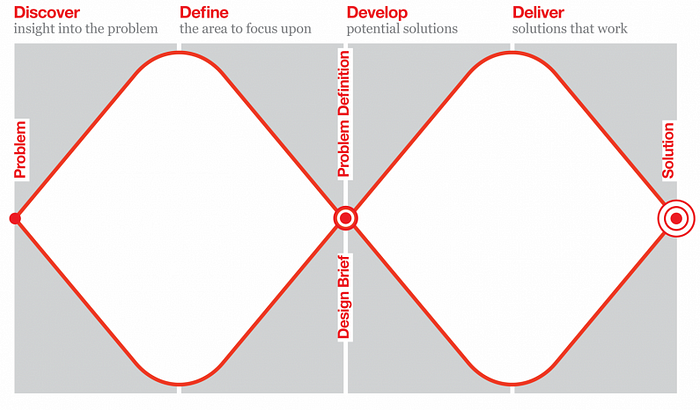 Discover
insight into the problem
Define
the area to focus upon
Develop
potential solutions
Deliver
solutions that work
Problem
Problem Definition
Design Brief
Solution